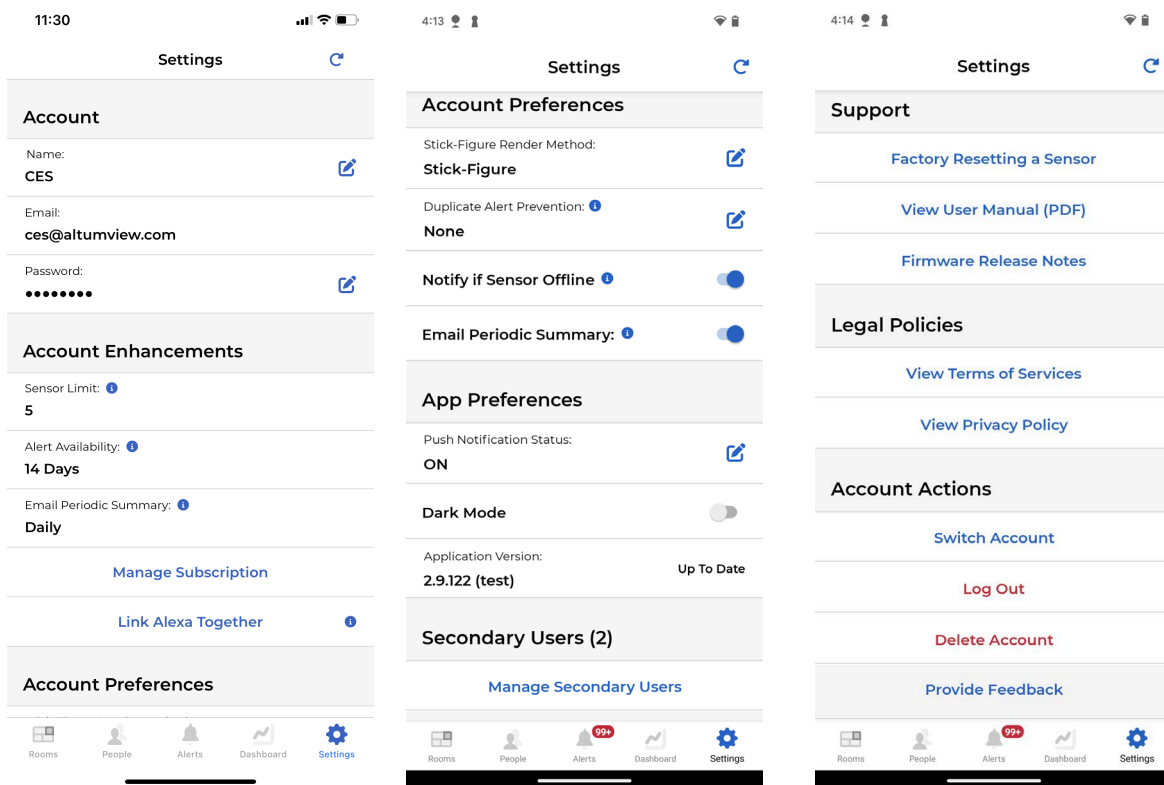 11:30
Settings
Account
Name:
CES
Email:
ces@altumview.com
Password:
••••••••
Account Enhancements
Sensor Limit:
5
Alert Availability:
14 Days
Email Periodic Summary:
Daily
Manage Subscription
Link Alexa Together
Account Preferences
Rooms
People
Alerts
Dashboard
Settings
4:13
Settings
Account Preferences
Stick-Figure Render Method:
Stick-Figure
Duplicate Alert Prevention:
None
Notify if Sensor Offline
Email Periodic Summary:
App Preferences
Push Notification Status:
ON
Dark Mode
Application Version:
2.9.122 (test)
Up To Date
Secondary Users (2)
Manage Secondary Users
99+
Rooms
People
Alerts
Dashboard
Settings
4:14
Settings
Support
Factory Resetting a Sensor
View User Manual (PDF)
Firmware Release Notes
Legal Policies
View Terms of Services
View Privacy Policy
Account Actions
Switch Account
Log Out
Delete Account
Provide Feedback
99+
Rooms
People
Alerts
Dashboard
Settings